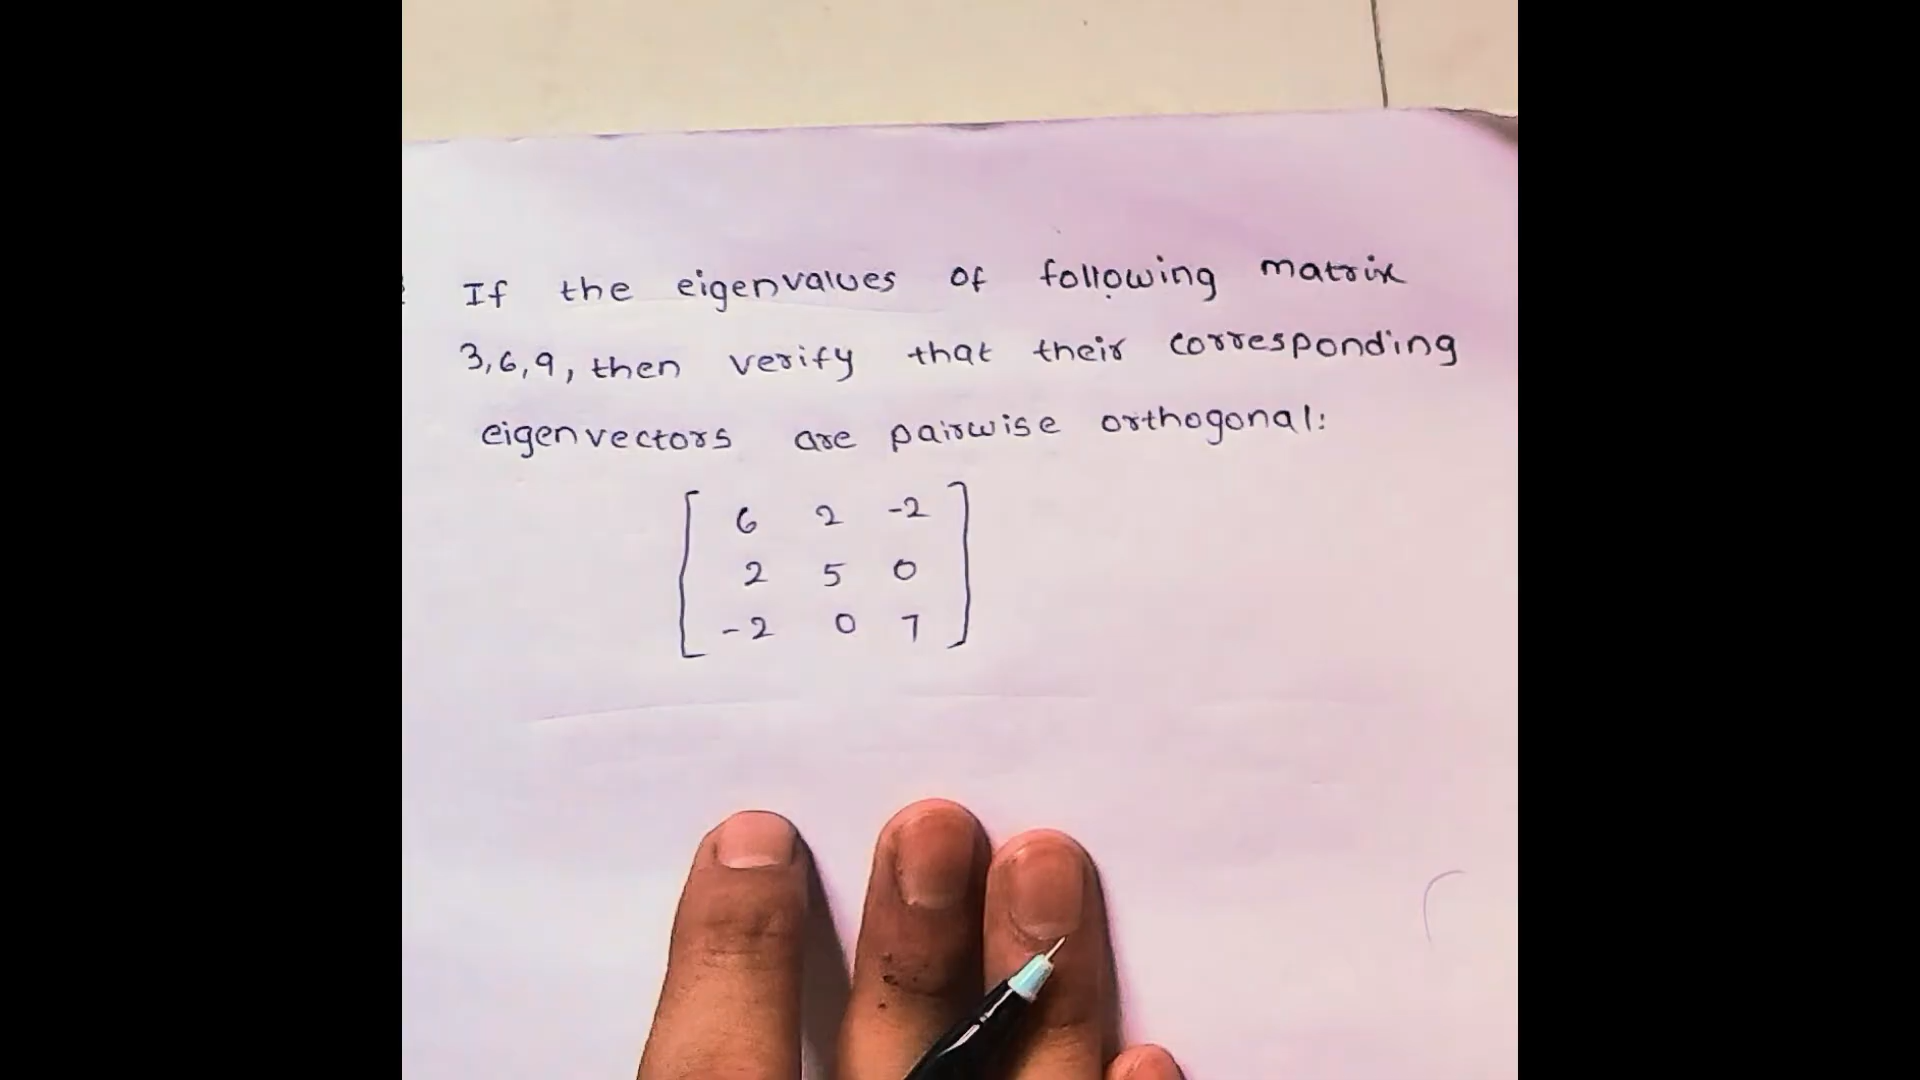 If the eigenvalues of following matrix
3,6,9, then verify that their corresponding
eigenvectors are pairwise orthogonal:
6 2 -2
2 5 0
-2 0 7